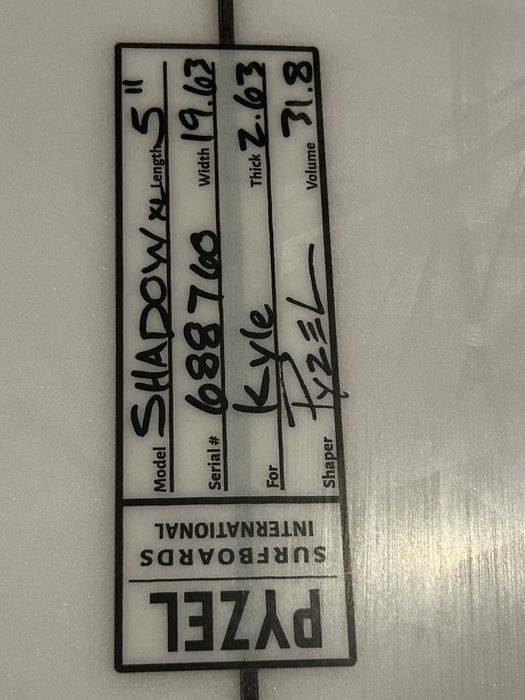 PYZEL
SURFBOARDS
INTERNATIONAL
Model SHADOW XL Length 5"
Serial # 688760 Width 19.63
For Kyle Thick 2.63
Shaper PYZEL Volume 31.8